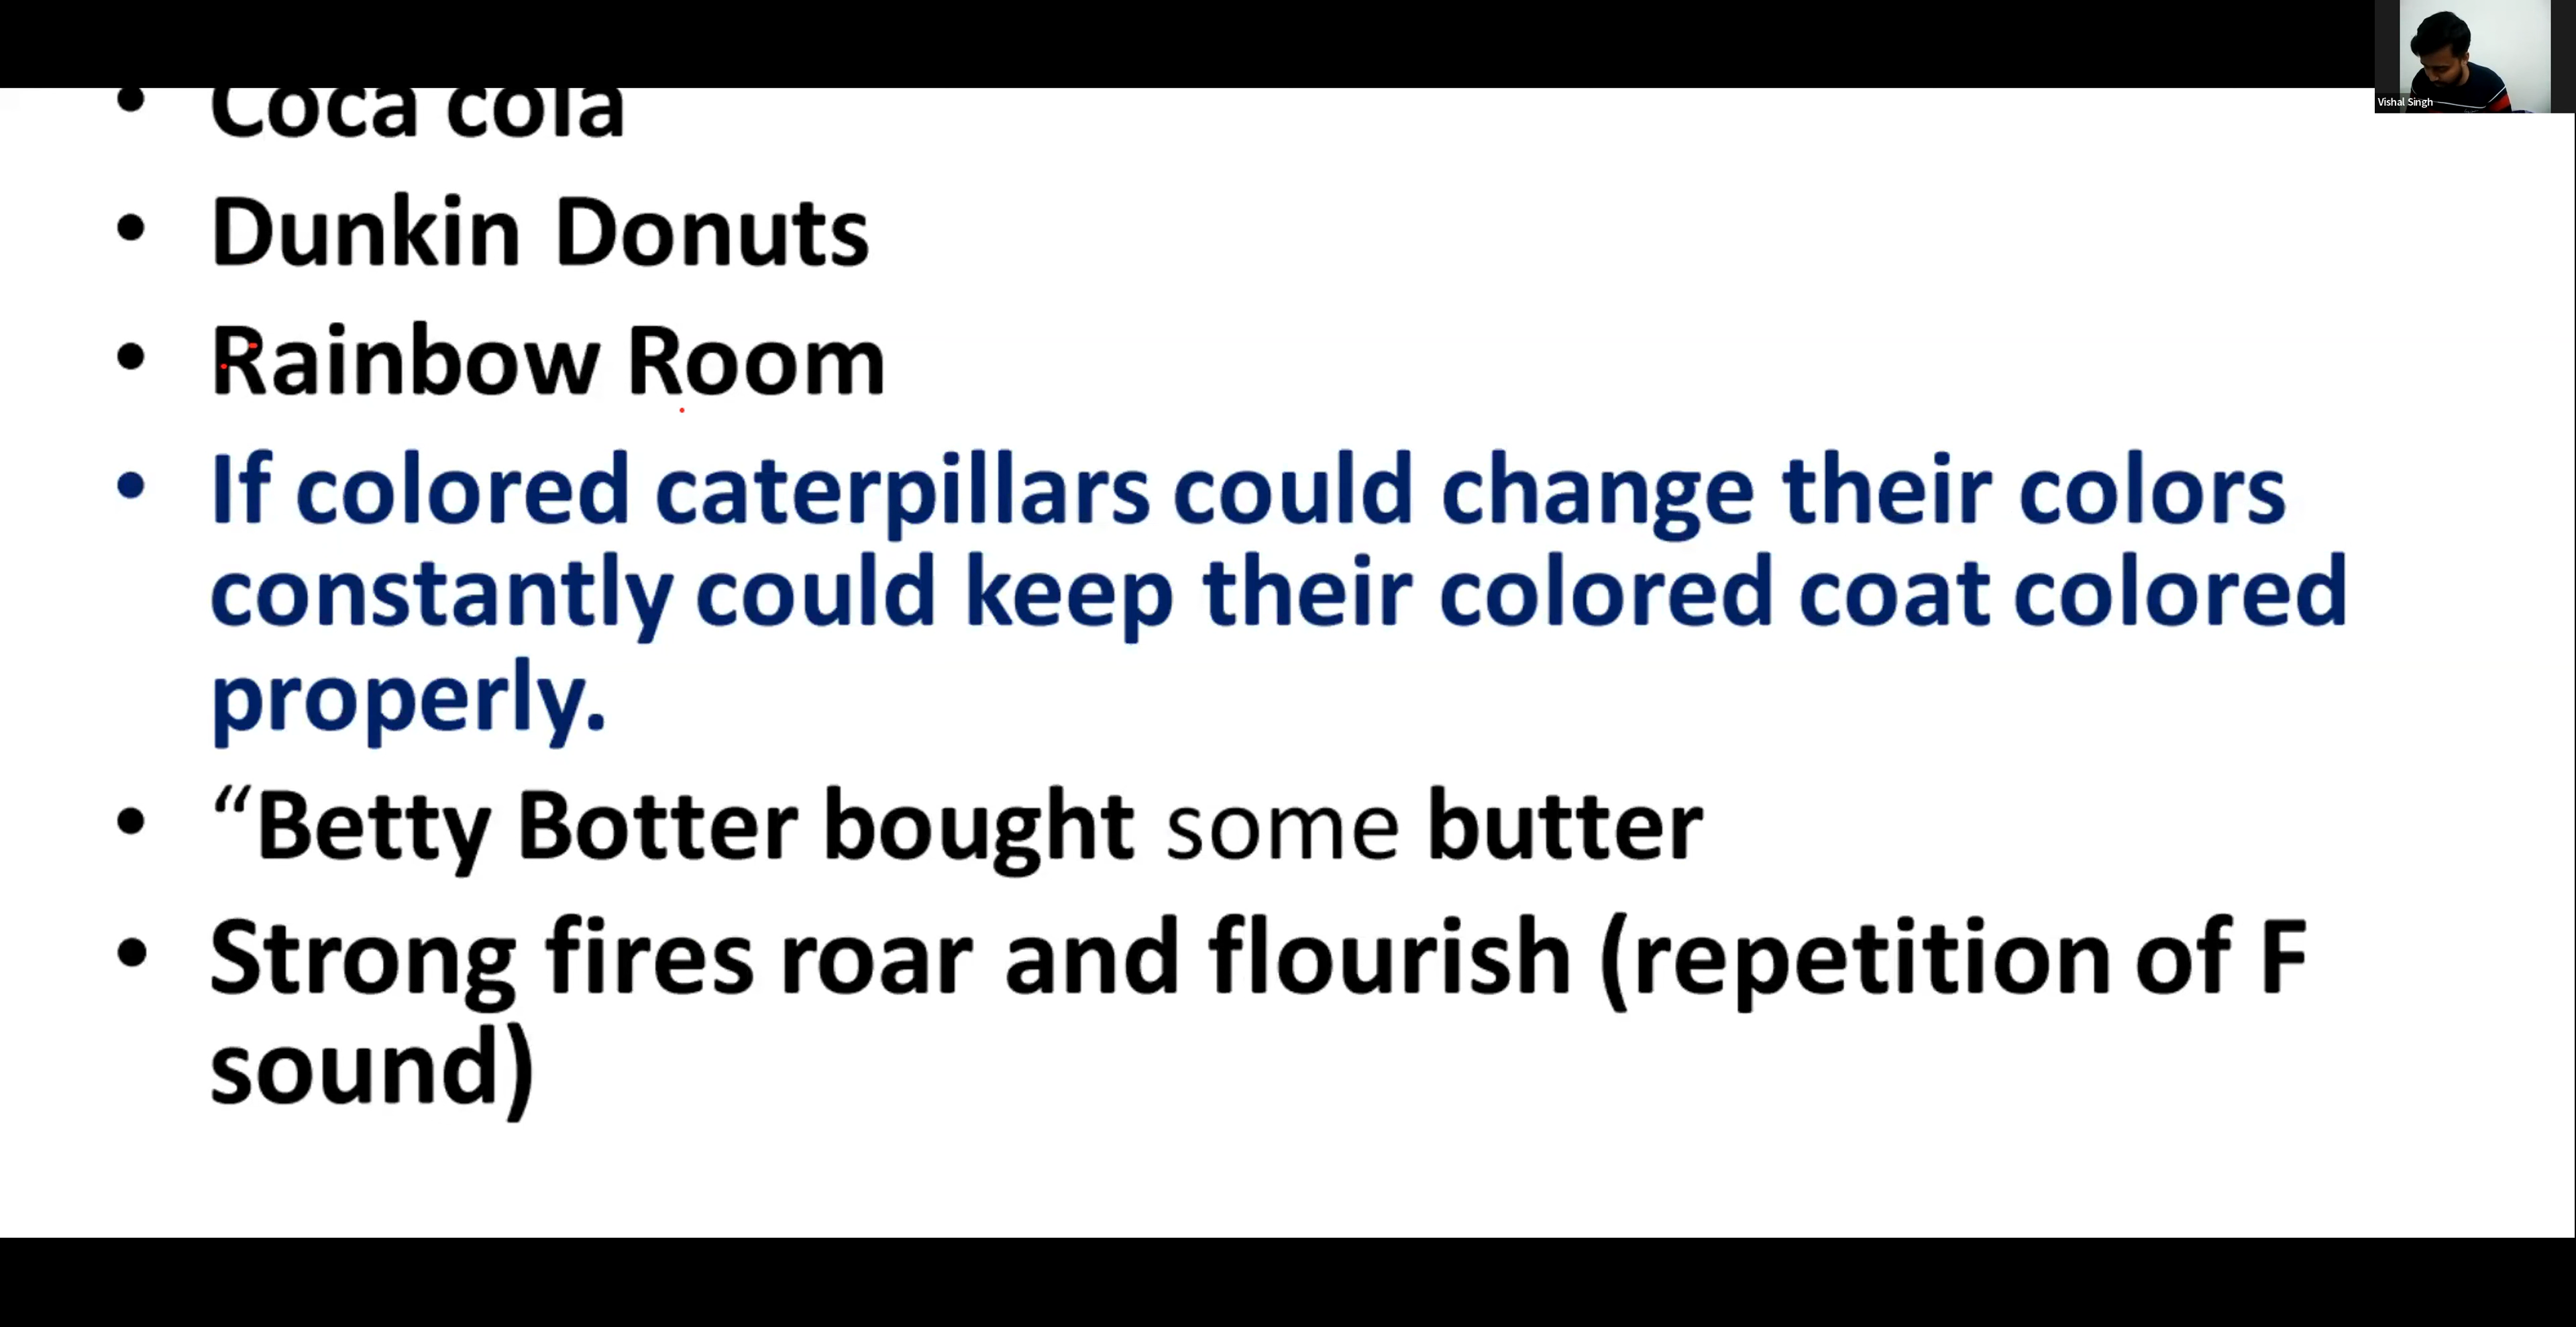 Vishal Singh
• Coca cola
• Dunkin Donuts
• Rainbow Room
• If colored caterpillars could change their colors
constantly could keep their colored coat colored
properly.
• “Betty Botter bought some butter
• Strong fires roar and flourish (repetition of F
sound)